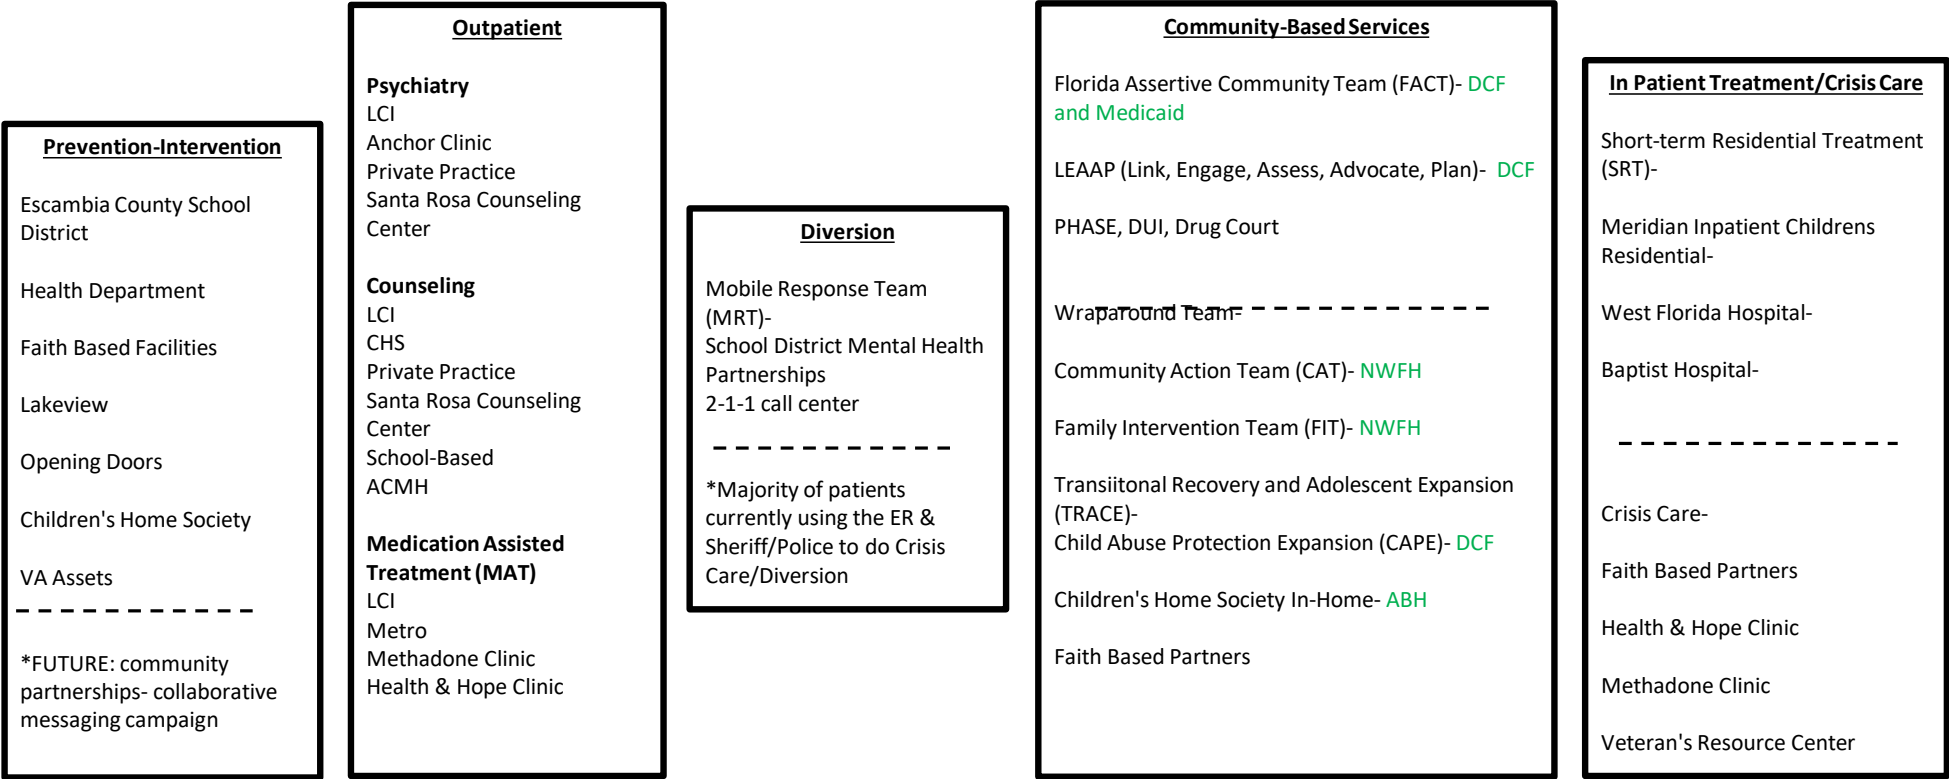 Prevention-Intervention
Escambia County School
District
Health Department
Faith Based Facilities
Lakeview
Opening Doors
Children's Home Society
VA Assets
*FUTURE: community
partnerships- collaborative
messaging campaign
Outpatient
Psychiatry
LCI
Anchor Clinic
Private Practice
Santa Rosa Counseling
Center
Counseling
LCI
CHS
Private Practice
Santa Rosa Counseling
Center
School-Based
ACMH
Medication Assisted
Treatment (MAT)
LCI
Metro
Methadone Clinic
Health & Hope Clinic
Diversion
Mobile Response Team
(MRT)-
School District Mental Health
Partnerships
2-1-1 call center
*Majority of patients
currently using the ER &
Sheriff/Police to do Crisis
Care/Diversion
Community-Based Services
Florida Assertive Community Team (FACT)- DCF
and Medicaid
LEAAP (Link, Engage, Assess, Advocate, Plan)- DCF
PHASE, DUI, Drug Court
Wraparound Team-
Community Action Team (CAT)- NWFH
Family Intervention Team (FIT)- NWFH
Transiitonal Recovery and Adolescent Expansion
(TRACE)-
Child Abuse Protection Expansion (CAPE)- DCF
Children's Home Society In-Home- ABH
Faith Based Partners
In Patient Treatment/Crisis Care
Short-term Residential Treatment
(SRT)-
Meridian Inpatient Childrens
Residential-
West Florida Hospital-
Baptist Hospital-
Crisis Care-
Faith Based Partners
Health & Hope Clinic
Methadone Clinic
Veteran's Resource Center